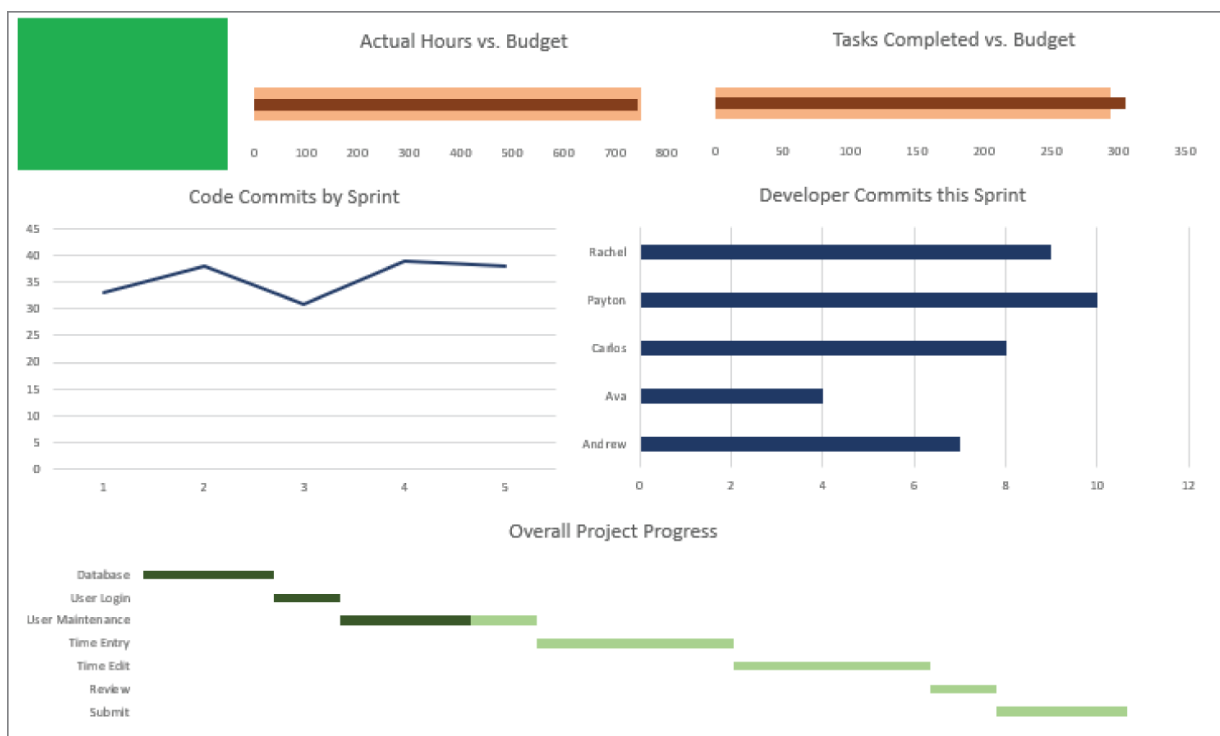 Actual Hours vs. Budget
Tasks Completed vs. Budget
0 100 200 300 400 500 600 700 800
0 50 100 150 200 250 300 350
Code Commits by Sprint
45
40
35
30
25
20
15
10
5
0
1 2 3 4 5
Developer Commits this Sprint
Rachel
Payton
Carlos
Ava
Andrew
0 2 4 6 8 10 12
Overall Project Progress
Database
User Login
User Maintenance
Time Entry
Time Edit
Review
Submit